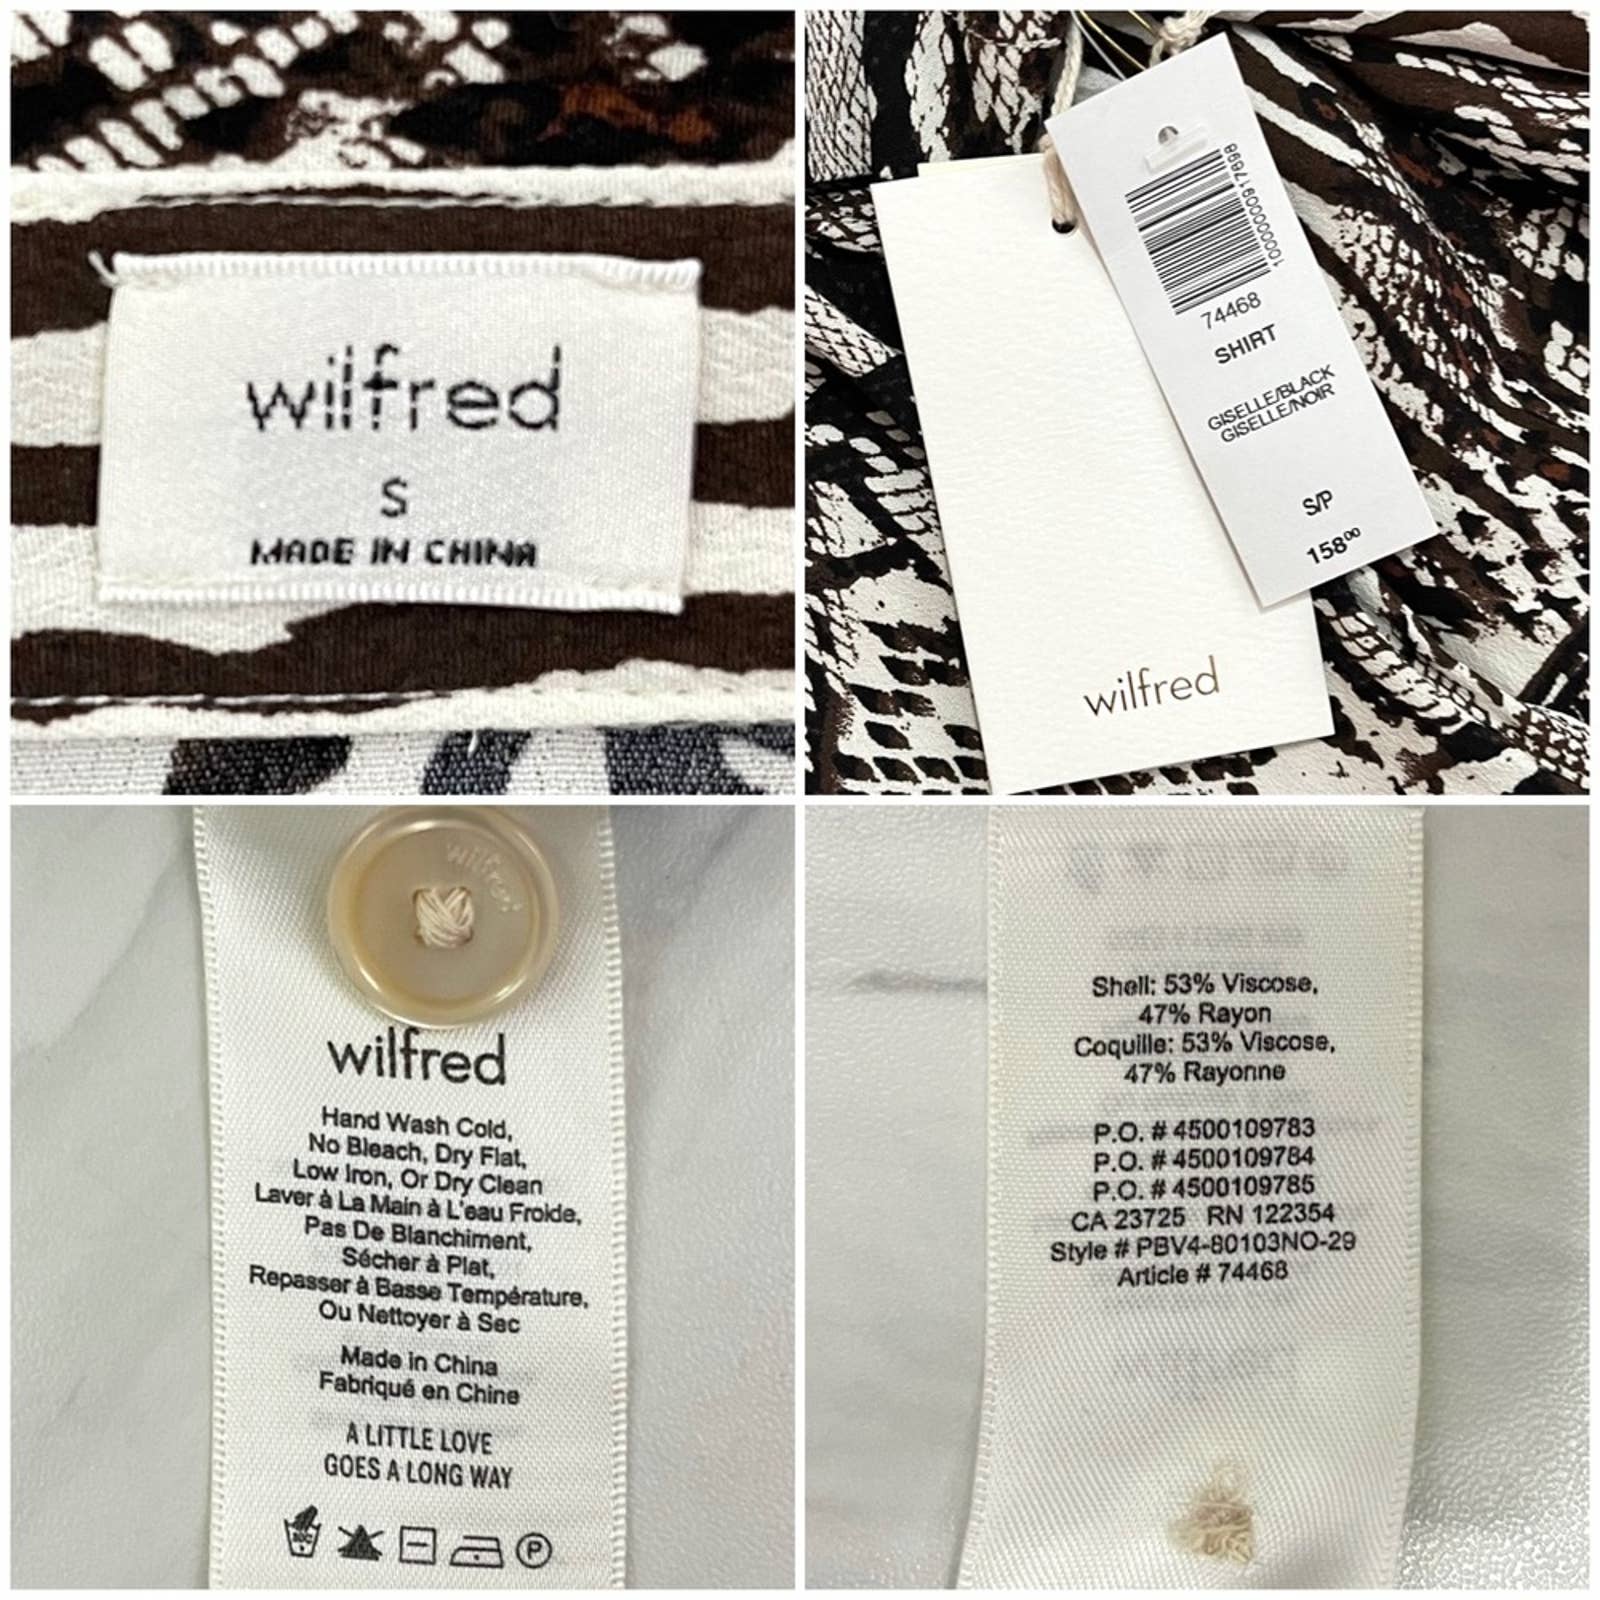 wilfred
S
MADE IN CHINA
1000000000917698
74468
SHIRT
GISELLE/BLACK
GISELLE/NOIR
S/P
158⁰⁰
wilfred
wilfred
wilfred
Hand Wash Cold,
No Bleach, Dry Flat,
Low Iron, Or Dry Clean
Laver à La Main à L'eau Froide,
Pas De Blanchiment,
Sécher à Plat,
Repasser à Basse Température,
Ou Nettoyer à Sec
Made in China
Fabriqué en Chine
A LITTLE LOVE
GOES A LONG WAY
P
Shell: 53% Viscose,
47% Rayon
Coquille: 53% Viscose,
47% Rayonne
P.O. # 4500109783
P.O. # 4500109784
P.O. # 4500109785
CA 23725 RN 122354
Style # PBV4-80103NO-29
Article # 74468